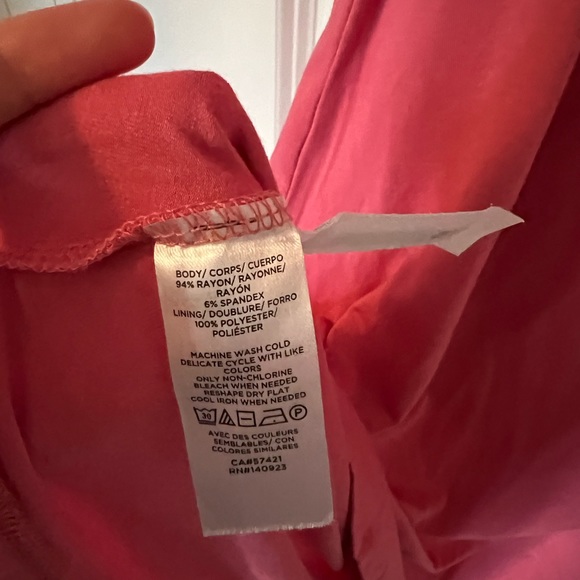 BODY/ CORPS/ CUERPO
94% RAYON/ RAYONNE/
RAYÓN
6% SPANDEX
LINING/ DOUBLURE/ FORRO
100% POLYESTER/
POLIÉSTER
MACHINE WASH COLD
DELICATE CYCLE WITH LIKE
COLORS
ONLY NON-CHLORINE
BLEACH WHEN NEEDED
RESHAPE DRY FLAT
COOL IRON WHEN NEEDED
30 P
AVEC DES COULEURS
SEMBLABLES/ CON
COLORES SIMILARES
CA#57421
RN#140923